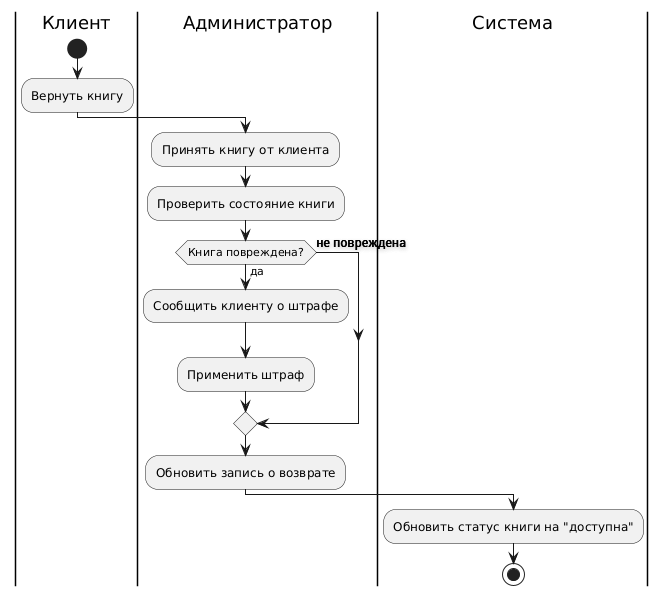 Клиент
Администратор
Система
Вернуть книгу
Принять книгу от клиента
Проверить состояние книги
Книга повреждена?
не повреждена
да
Сообщить клиенту о штрафе
Применить штраф
Обновить запись о возврате
Обновить статус книги на "доступна"